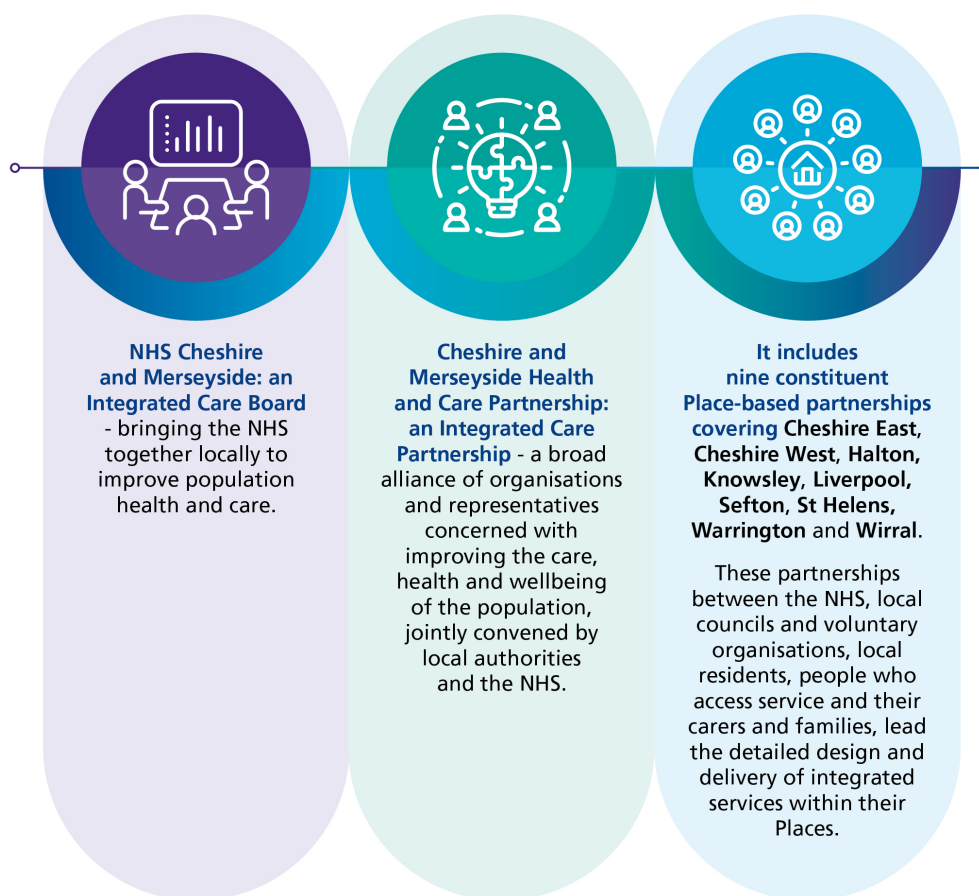 NHS Cheshire
and Merseyside: an
Integrated Care Board
- bringing the NHS
together locally to
improve population
health and care.
Cheshire and
Merseyside Health
and Care Partnership:
an Integrated Care
Partnership - a broad
alliance of organisations
and representatives
concerned with
improving the care,
health and wellbeing
of the population,
jointly convened by
local authorities
and the NHS.
It includes
nine constituent
Place-based partnerships
covering Cheshire East,
Cheshire West, Halton,
Knowsley, Liverpool,
Sefton, St Helens,
Warrington and Wirral.
These partnerships
between the NHS, local
councils and voluntary
organisations, local
residents, people who
access service and their
carers and families, lead
the detailed design and
delivery of integrated
services within their
Places.